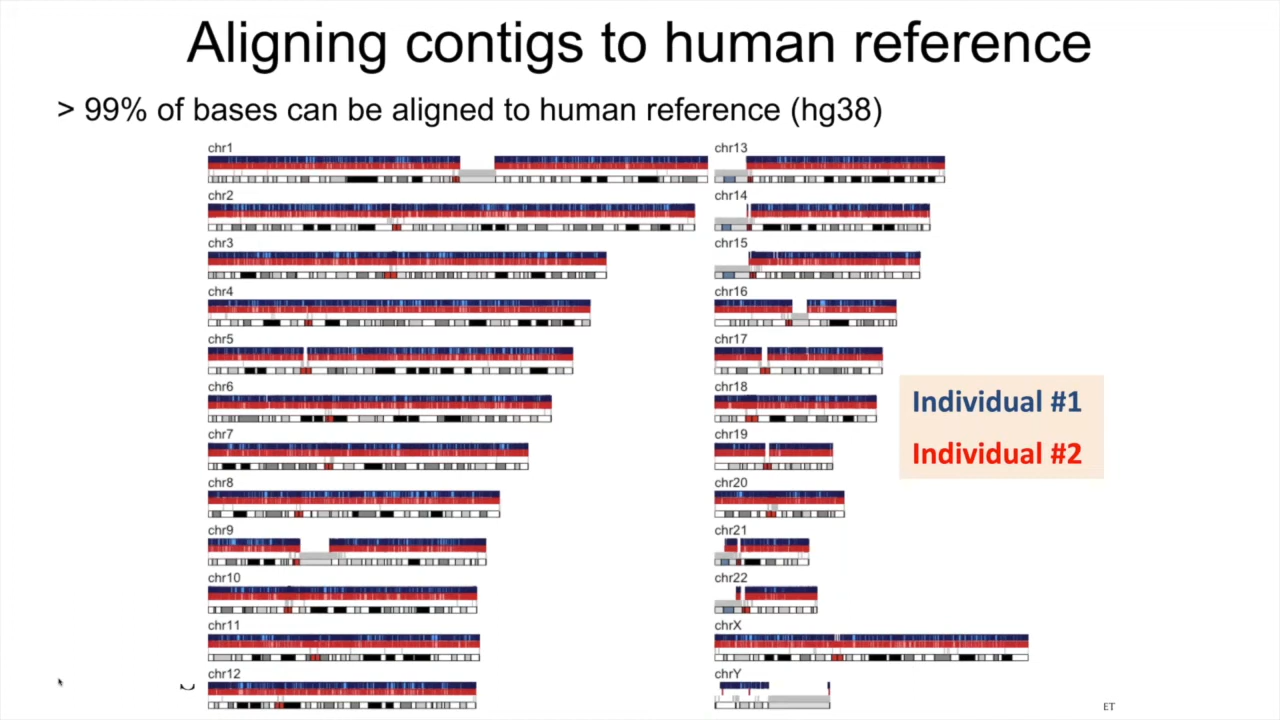 Aligning contigs to human reference
> 99% of bases can be aligned to human reference (hg38)
chr1
chr2
chr3
chr4
chr5
chr6
chr7
chr8
chr9
chr10
chr11
chr12
chr13
chr14
chr15
chr16
chr17
chr18
chr19
chr20
chr21
chr22
chrX
chrY
Individual #1
Individual #2
ET